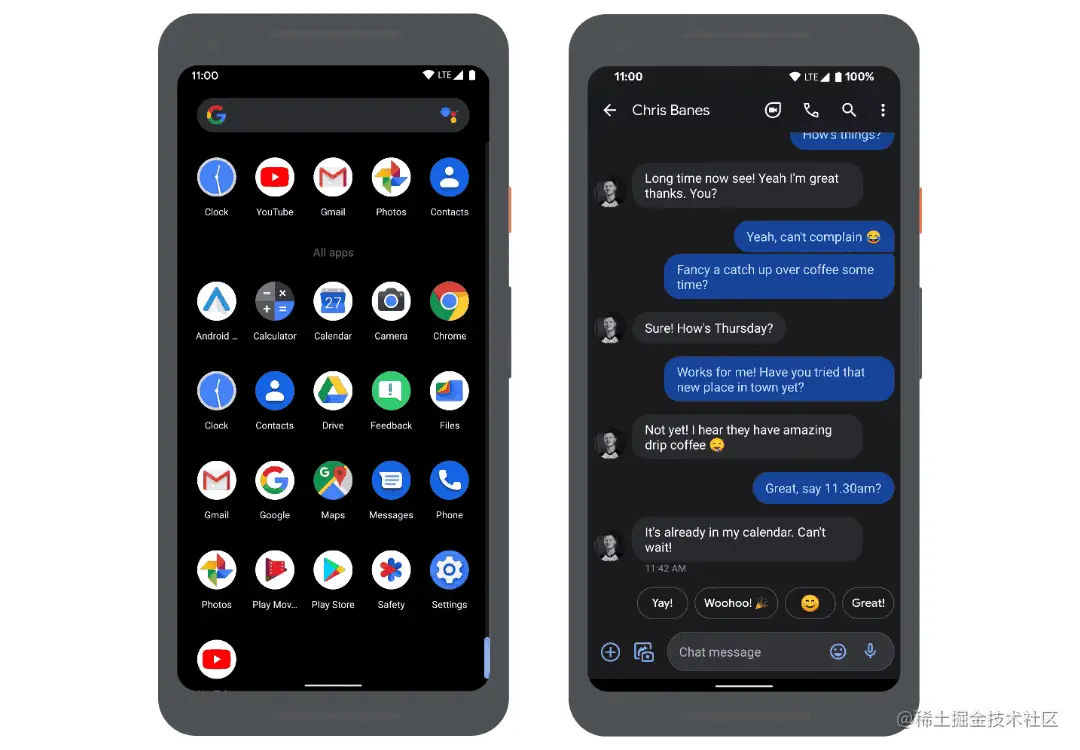 11:00
LTE
Clock
YouTube
Gmail
Photos
Contacts
All apps
27
Android ...
Calculator
Calendar
Camera
Chrome
Clock
Contacts
Drive
Feedback
Files
Gmail
Google
Maps
Messages
Phone
Photos
Play Mov...
Play Store
Safety
Settings
11:00
LTE
100%
Chris Banes
How's things?
Long time now see! Yeah I'm great
thanks. You?
Yeah, can't complain 😂
Fancy a catch up over coffee some
time?
Sure! How's Thursday?
Works for me! Have you tried that
new place in town yet?
Not yet! I hear they have amazing
drip coffee 🤤
Great, say 11.30am?
It's already in my calendar. Can't
wait!
11:42 AM
Yay!
Woohoo! 🎉
😊
Great!
Chat message
@稀土掘金技术社区